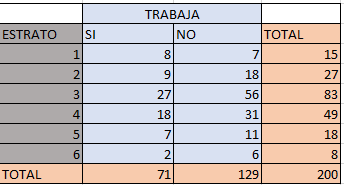 TRABAJA
ESTRATO SI NO TOTAL
1 8 7 15
2 9 18 27
3 27 56 83
4 18 31 49
5 7 11 18
6 2 6 8
TOTAL 71 129 200